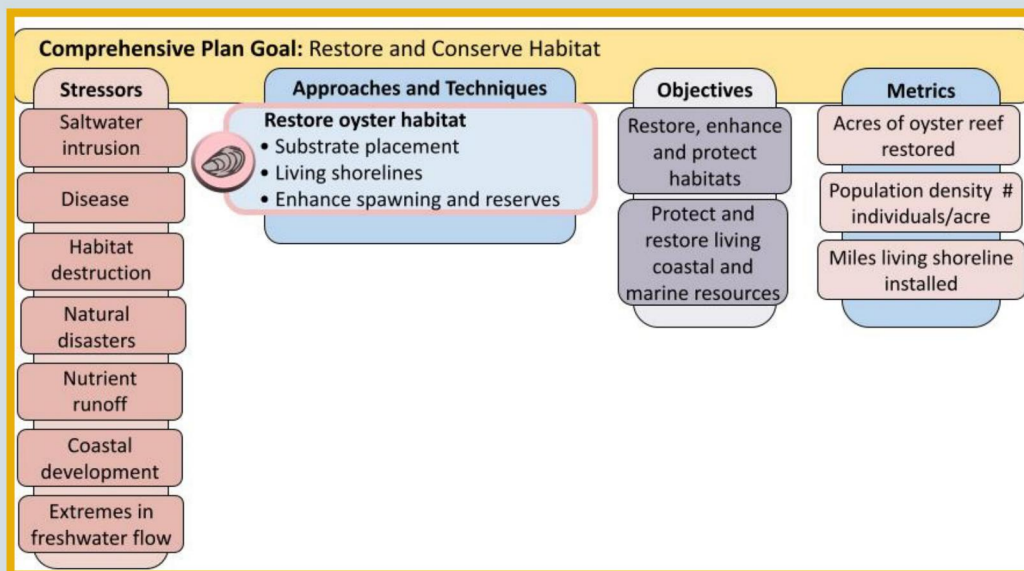 Comprehensive Plan Goal: Restore and Conserve Habitat
Stressors
Saltwater
intrusion
Disease
Habitat
destruction
Natural
disasters
Nutrient
runoff
Coastal
development
Extremes in
freshwater flow
Approaches and Techniques
Restore oyster habitat
• Substrate placement
• Living shorelines
• Enhance spawning and reserves
Objectives
Restore, enhance
and protect
habitats
Protect and
restore living
coastal and
marine resources
Metrics
Acres of oyster reef
restored
Population density #
individuals/acre
Miles living shoreline
installed